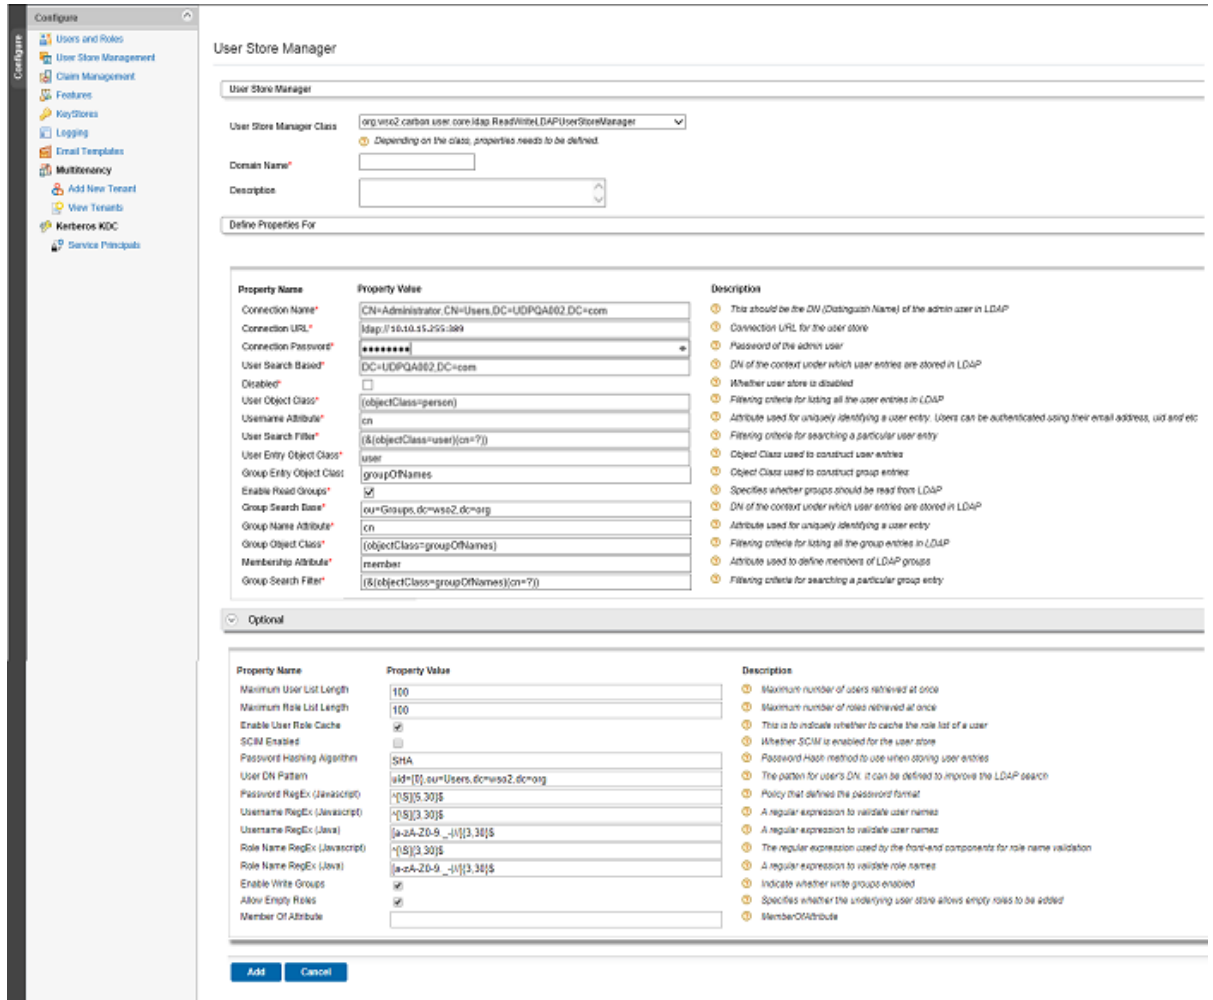 Configure
Configure
Users and Roles
User Store Management
Claim Management
Features
KeyStores
Logging
Email Templates
Multitenancy
Add New Tenant
View Tenants
Kerberos KDC
Service Principals
User Store Manager
User Store Manager
User Store Manager Class org.wso2.carbon.user.core.ldap.ReadWriteLDAPUserStoreManager
Depending on the class, properties needs to be defined.
Domain Name*
Description
Define Properties For
Property Name Property Value Description
Connection Name* CN=Administrator,CN=Users,DC=UDPQA002,DC=com This should be the DN (Distinguish Name) of the admin user in LDAP
Connection URL* ldap://10.10.15.255:389 Connection URL for the user store
Connection Password* •••••••• Password of the admin user
User Search Based* DC=UDPQA002,DC=com DN of the context under which user entries are stored in LDAP
Disabled* Whether user store is disabled
User Object Class* (objectClass=person) Filtering criteria for listing all the user entries in LDAP
Username Attribute* cn Attribute used for uniquely identifying a user entry. Users can be authenticated using their email address, uid and etc
User Search Filter* (&(objectClass=user)(cn=?)) Filtering criteria for searching a particular user entry
User Entry Object Class* user Object Class used to construct user entries
Group Entry Object Class groupOfNames Object Class used to construct group entries
Enable Read Groups* Specifies whether groups should be read from LDAP
Group Search Base* ou=Groups,dc=wso2,dc=org DN of the context under which user entries are stored in LDAP
Group Name Attribute* cn Attribute used for uniquely identifying a user entry
Group Object Class* (objectClass=groupOfNames) Filtering criteria for listing all the group entries in LDAP
Membership Attribute* member Attribute used to define members of LDAP groups
Group Search Filter* (&(objectClass=groupOfNames)(cn=?)) Filtering criteria for searching a particular group entry
Optional
Property Name Property Value Description
Maximum User List Length 100 Maximum number of users retrieved at once
Maximum Role List Length 100 Maximum number of roles retrieved at once
Enable User Role Cache This is to indicate whether to cache the role list of a user
SCIM Enabled Whether SCIM is enabled for the user store
Password Hashing Algorithm SHA Password Hash method to use when storing user entries
User DN Pattern uid={0},ou=Users,dc=wso2,dc=org The patten for user's DN. It can be defined to improve the LDAP search
Password RegEx (Javascript) ^[\S]{5,30}$ Policy that defines the password format
Username RegEx (Javascript) ^[\S]{3,30}$ A regular expression to validate user names
Username RegEx (Java) [a-zA-Z0-9._-|//]{3,30}$ A regular expression to validate user names
Role Name RegEx (Javascript) ^[\S]{3,30}$ The regular expression used by the front-end components for role name validation
Role Name RegEx (Java) [a-zA-Z0-9._-|//]{3,30}$ A regular expression to validate role names
Enable Write Groups Indicate whether write groups enabled
Allow Empty Roles Specifies whether the underlying user store allows empty roles to be added
Member Of Attribute MemberOfAttribute
Add Cancel